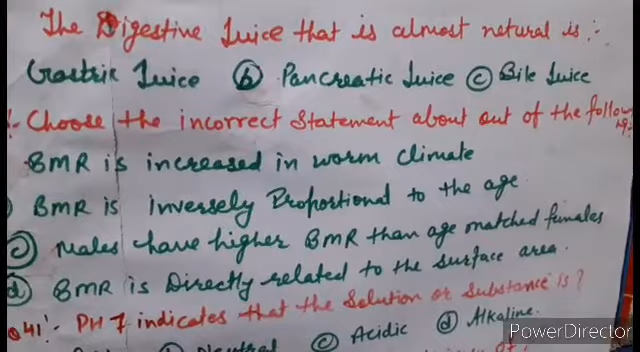 The Digestive Juice that is almost netural is :-
Gastric Juice (b) Pancreatic Juice (c) Bile Juice
:- Choose the incorrect Statement about out of the follow
BMR is increased in worm climate
BMR is inversely Proportional to the age.
(c) Males have higher BMR than age matched females
(d) BMR is Directly related to the surface area.
Q 41:- PH 7 indicates that the Solution or Substance is?
Neutral (c) Acidic (d) Alkaline.
PowerDirector